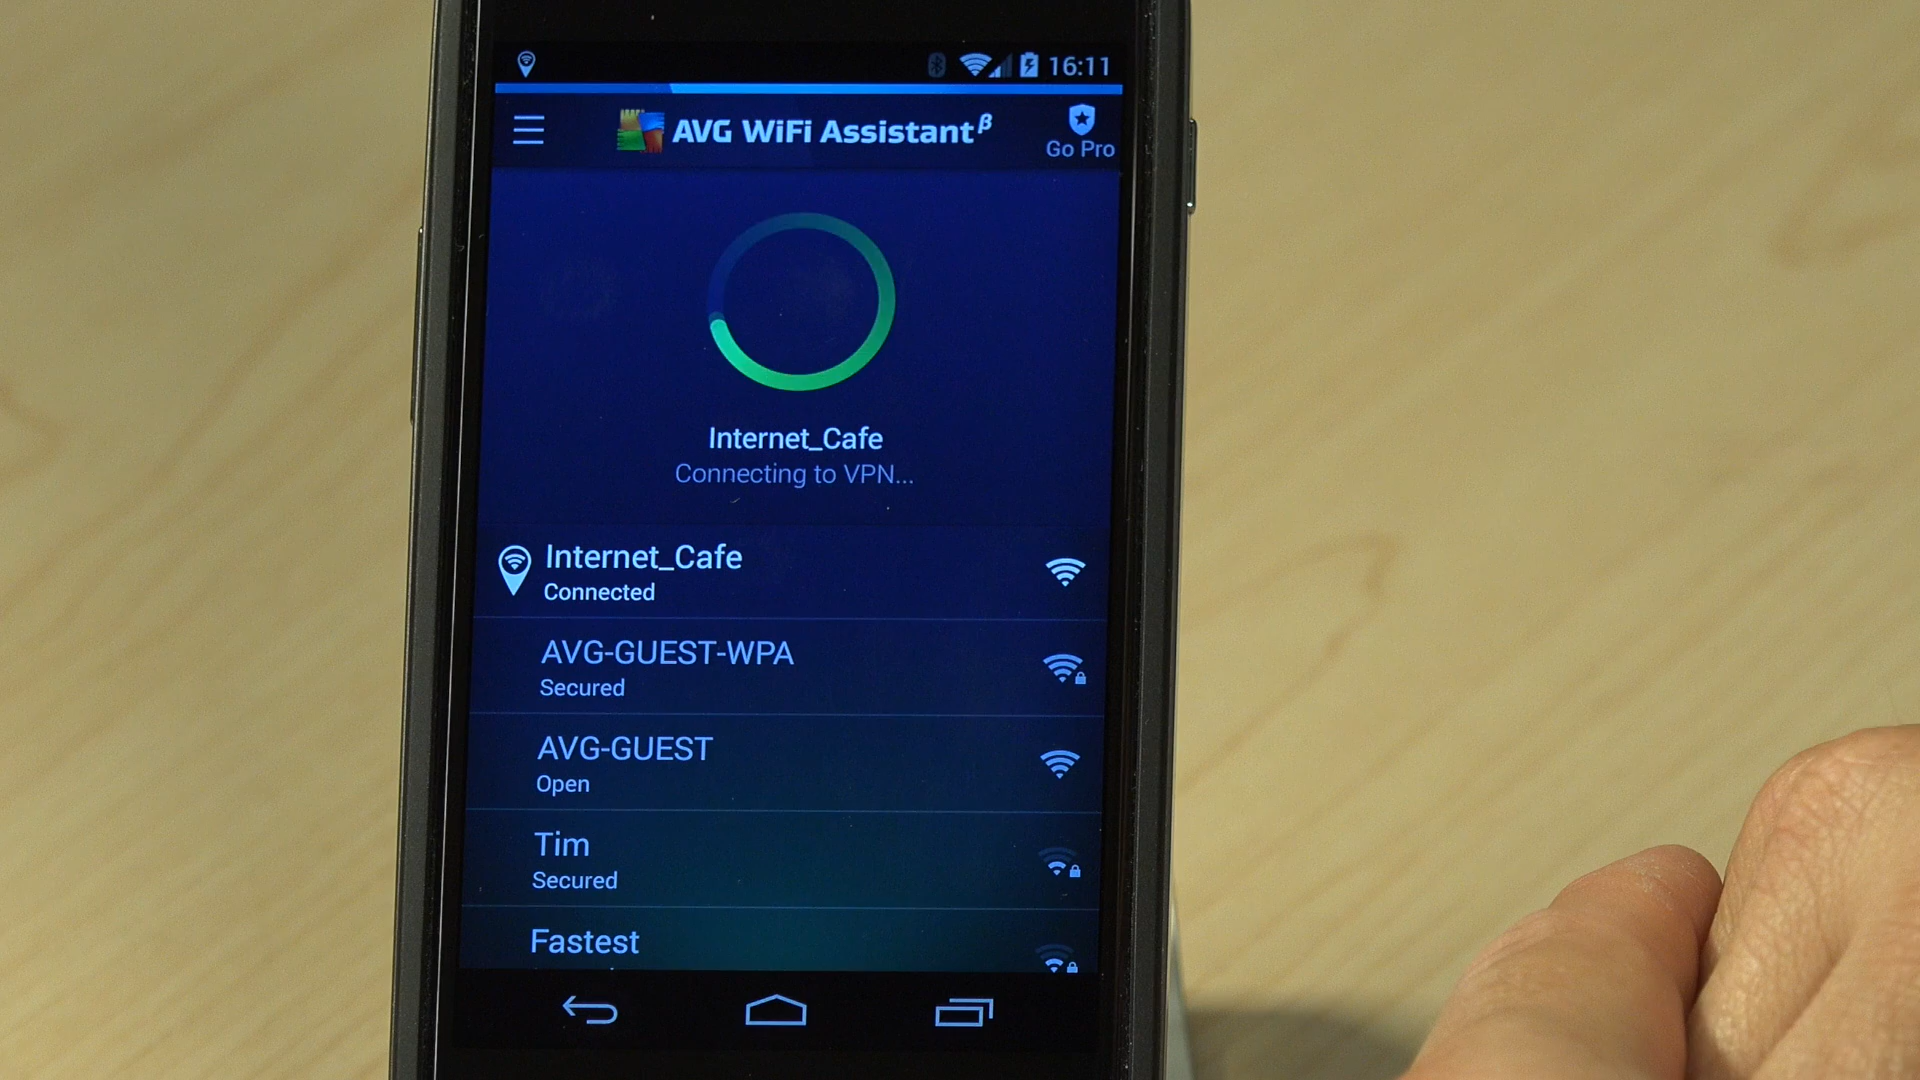 16:11
AVG WiFi Assistant β
Go Pro
Internet_Cafe
Connecting to VPN...
Internet_Cafe
Connected
AVG-GUEST-WPA
Secured
AVG-GUEST
Open
Tim
Secured
Fastest